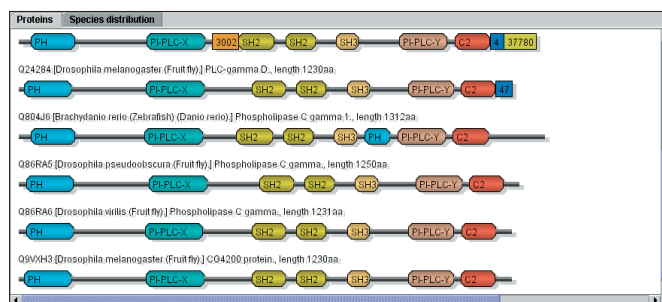 Proteins Species distribution
PH PI-PLC-X 3002 SH2 SH2 SH3 PI-PLC-Y C2 4 37780
Q24284 [Drosophila melanogaster (Fruit fly).] PLC-gamma D., length 1230aa
PH PI-PLC-X SH2 SH2 SH3 PI-PLC-Y C2 47
Q804J6 [Brachydanio rerio (Zebrafish) (Danio rerio).] Phospholipase C gamma 1., length 1312aa
PH PI-PLC-X SH2 SH2 SH3 PH PI-PLC-Y C2
Q86RA5 [Drosophila pseudoobscura (Fruit fly).] Phospholipase C gamma., length 1250aa
PH PI-PLC-X SH2 SH2 SH3 PI-PLC-Y C2
Q86RA6 [Drosophila virilis (Fruit fly).] Phospholipase C gamma., length 1231aa
PH PI-PLC-X SH2 SH2 SH3 PI-PLC-Y C2
Q9VXH3 [Drosophila melanogaster (Fruit fly).] CG4200 protein., length 1230aa
PH PI-PLC-X SH2 SH2 SH3 PI-PLC-Y C2